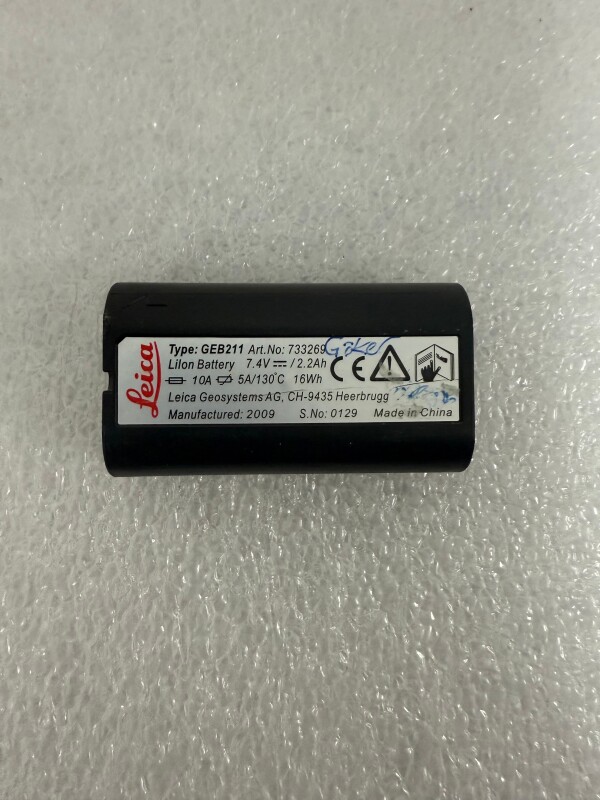 Leica
Type: GEB211 Art.No: 733269
LiIon Battery 7.4V⎓/2.2Ah
10A 5A/130°C 16Wh
CE
Leica Geosystems AG, CH-9435 Heerbrugg
Manufactured: 2009 S.No: 0129 Made in China